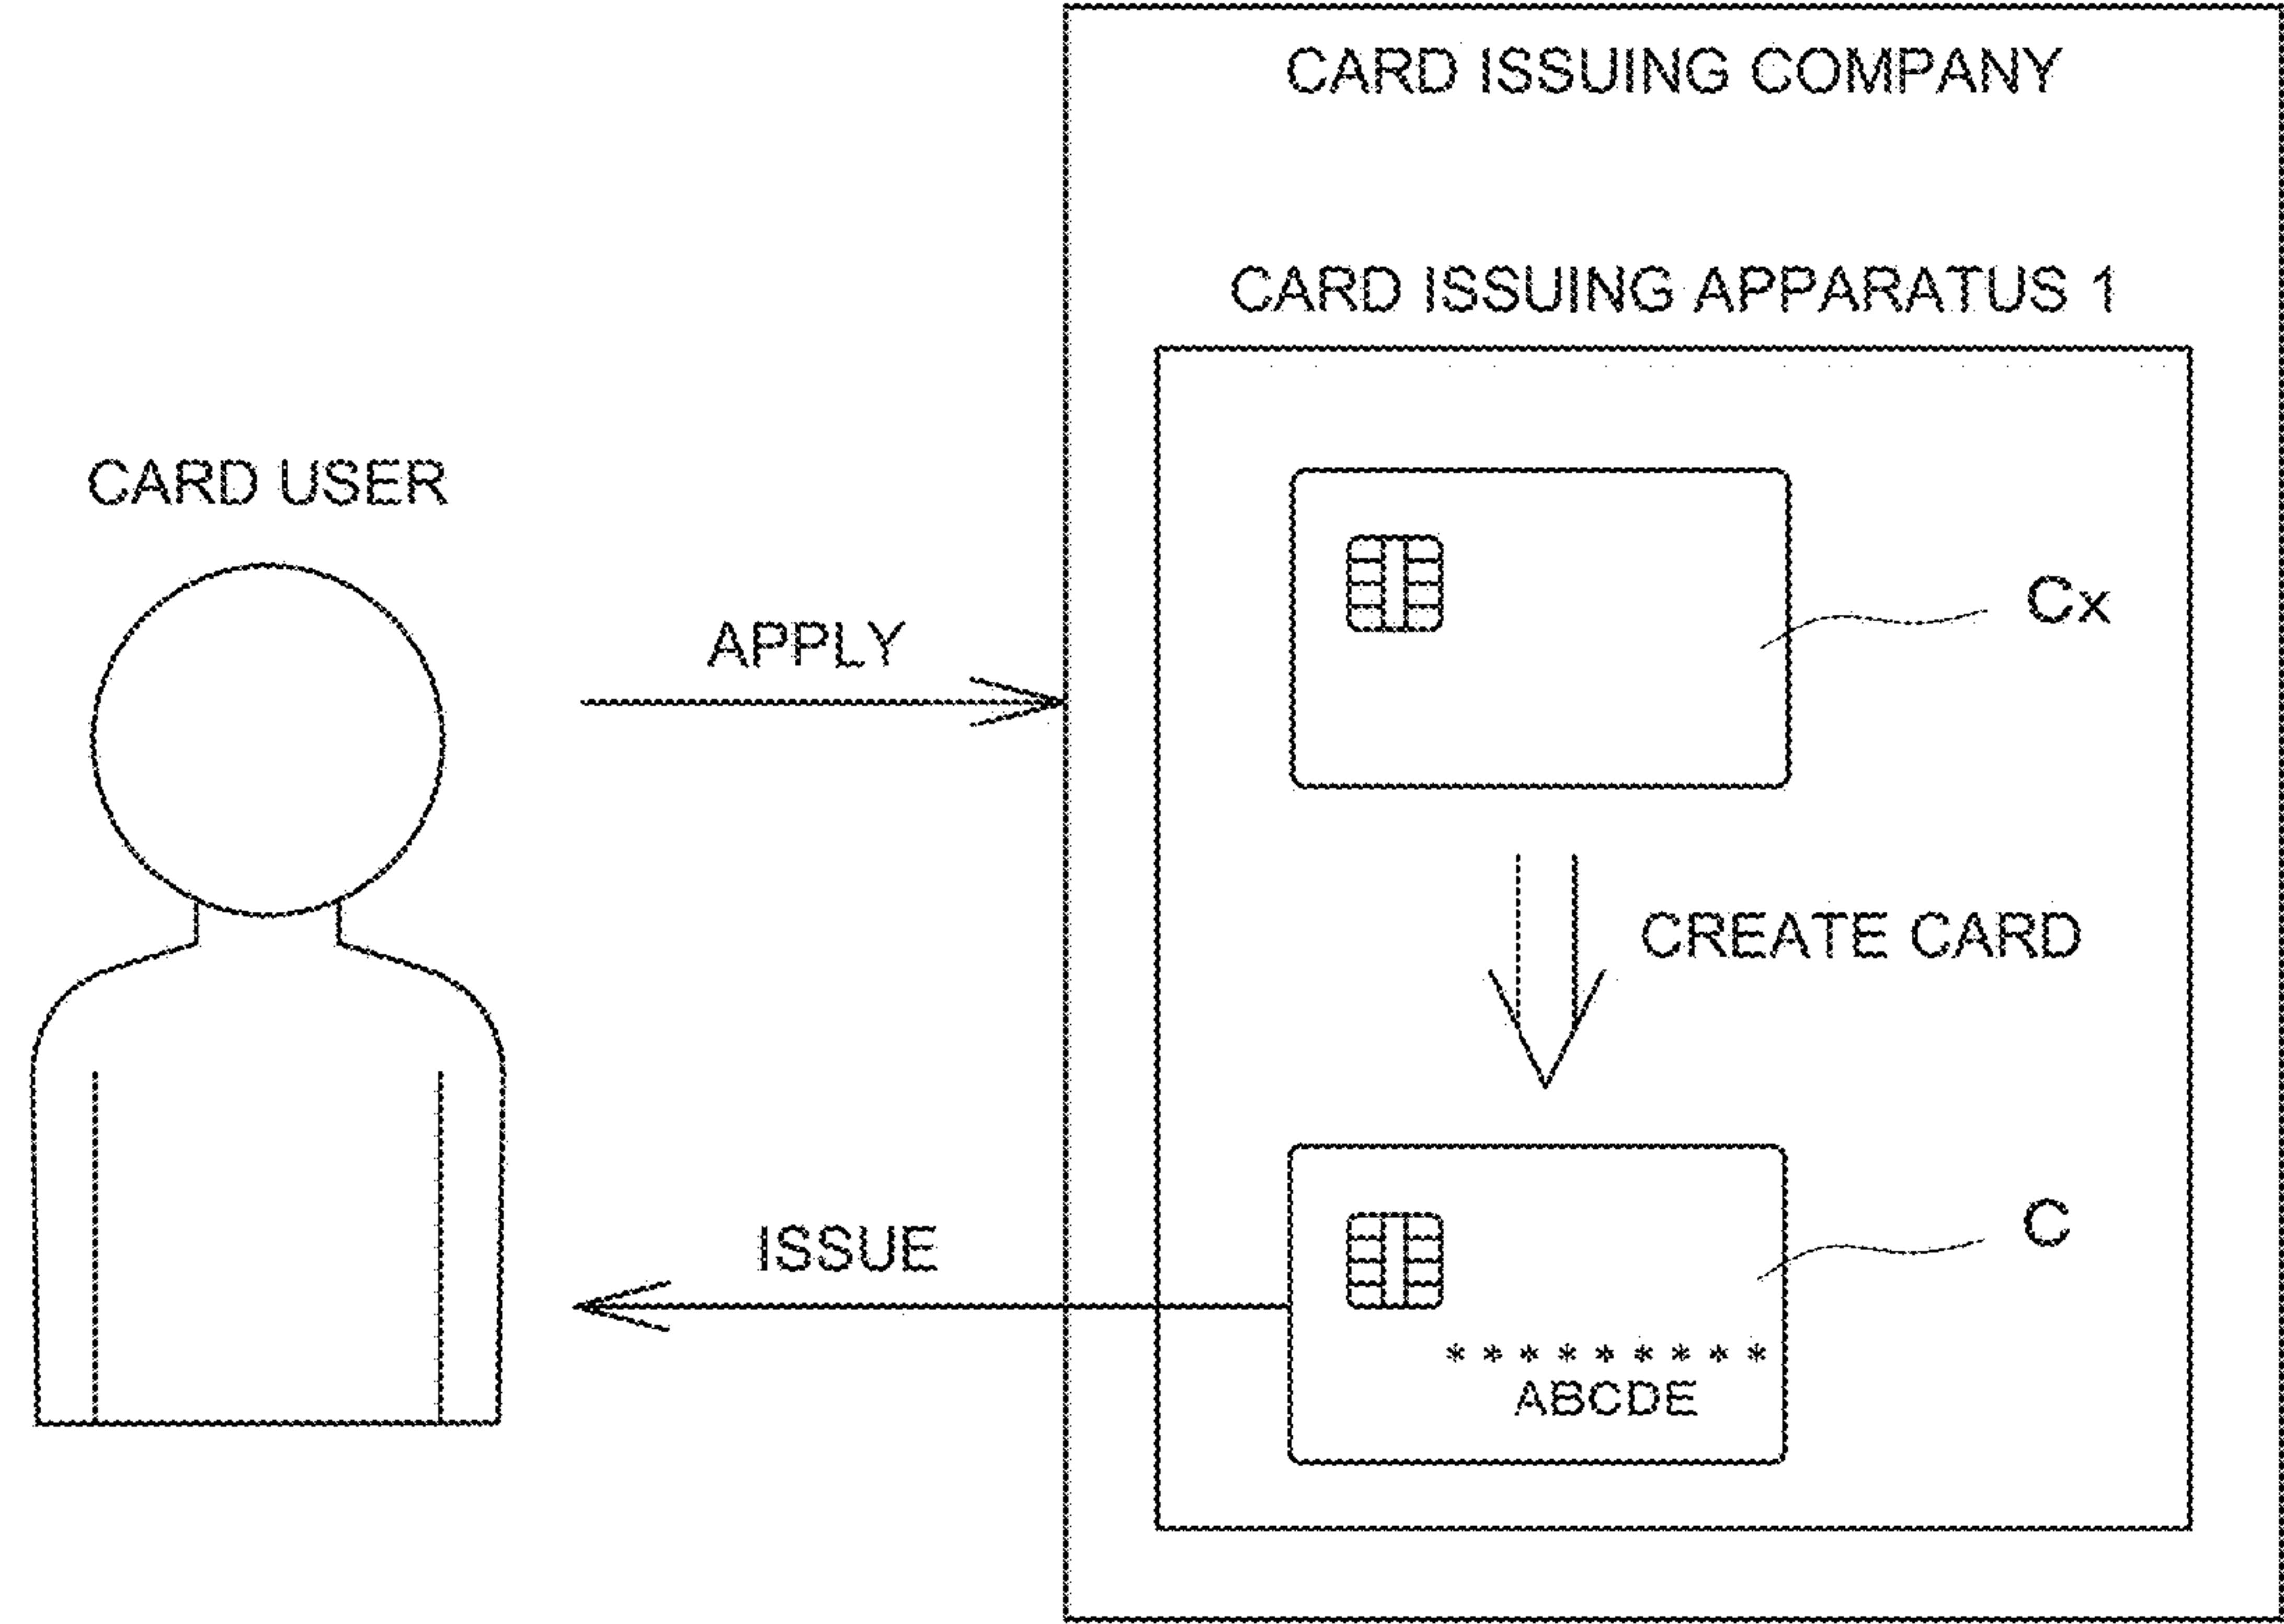 CARD ISSUING COMPANY
CARD ISSUING APPARATUS 1
CARD USER
Cx
APPLY
CREATE CARD
C
ISSUE
* * * * * * * * *
ABCDE